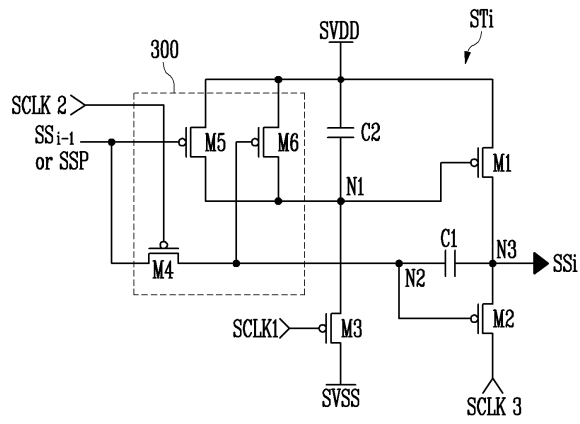 STi
SVDD
300
SCLK 2
SSi-1
or SSP
M5
M6
C2
N1
M1
M4
C1
N3
SSi
N2
SCLK1
M3
M2
SVSS
SCLK 3